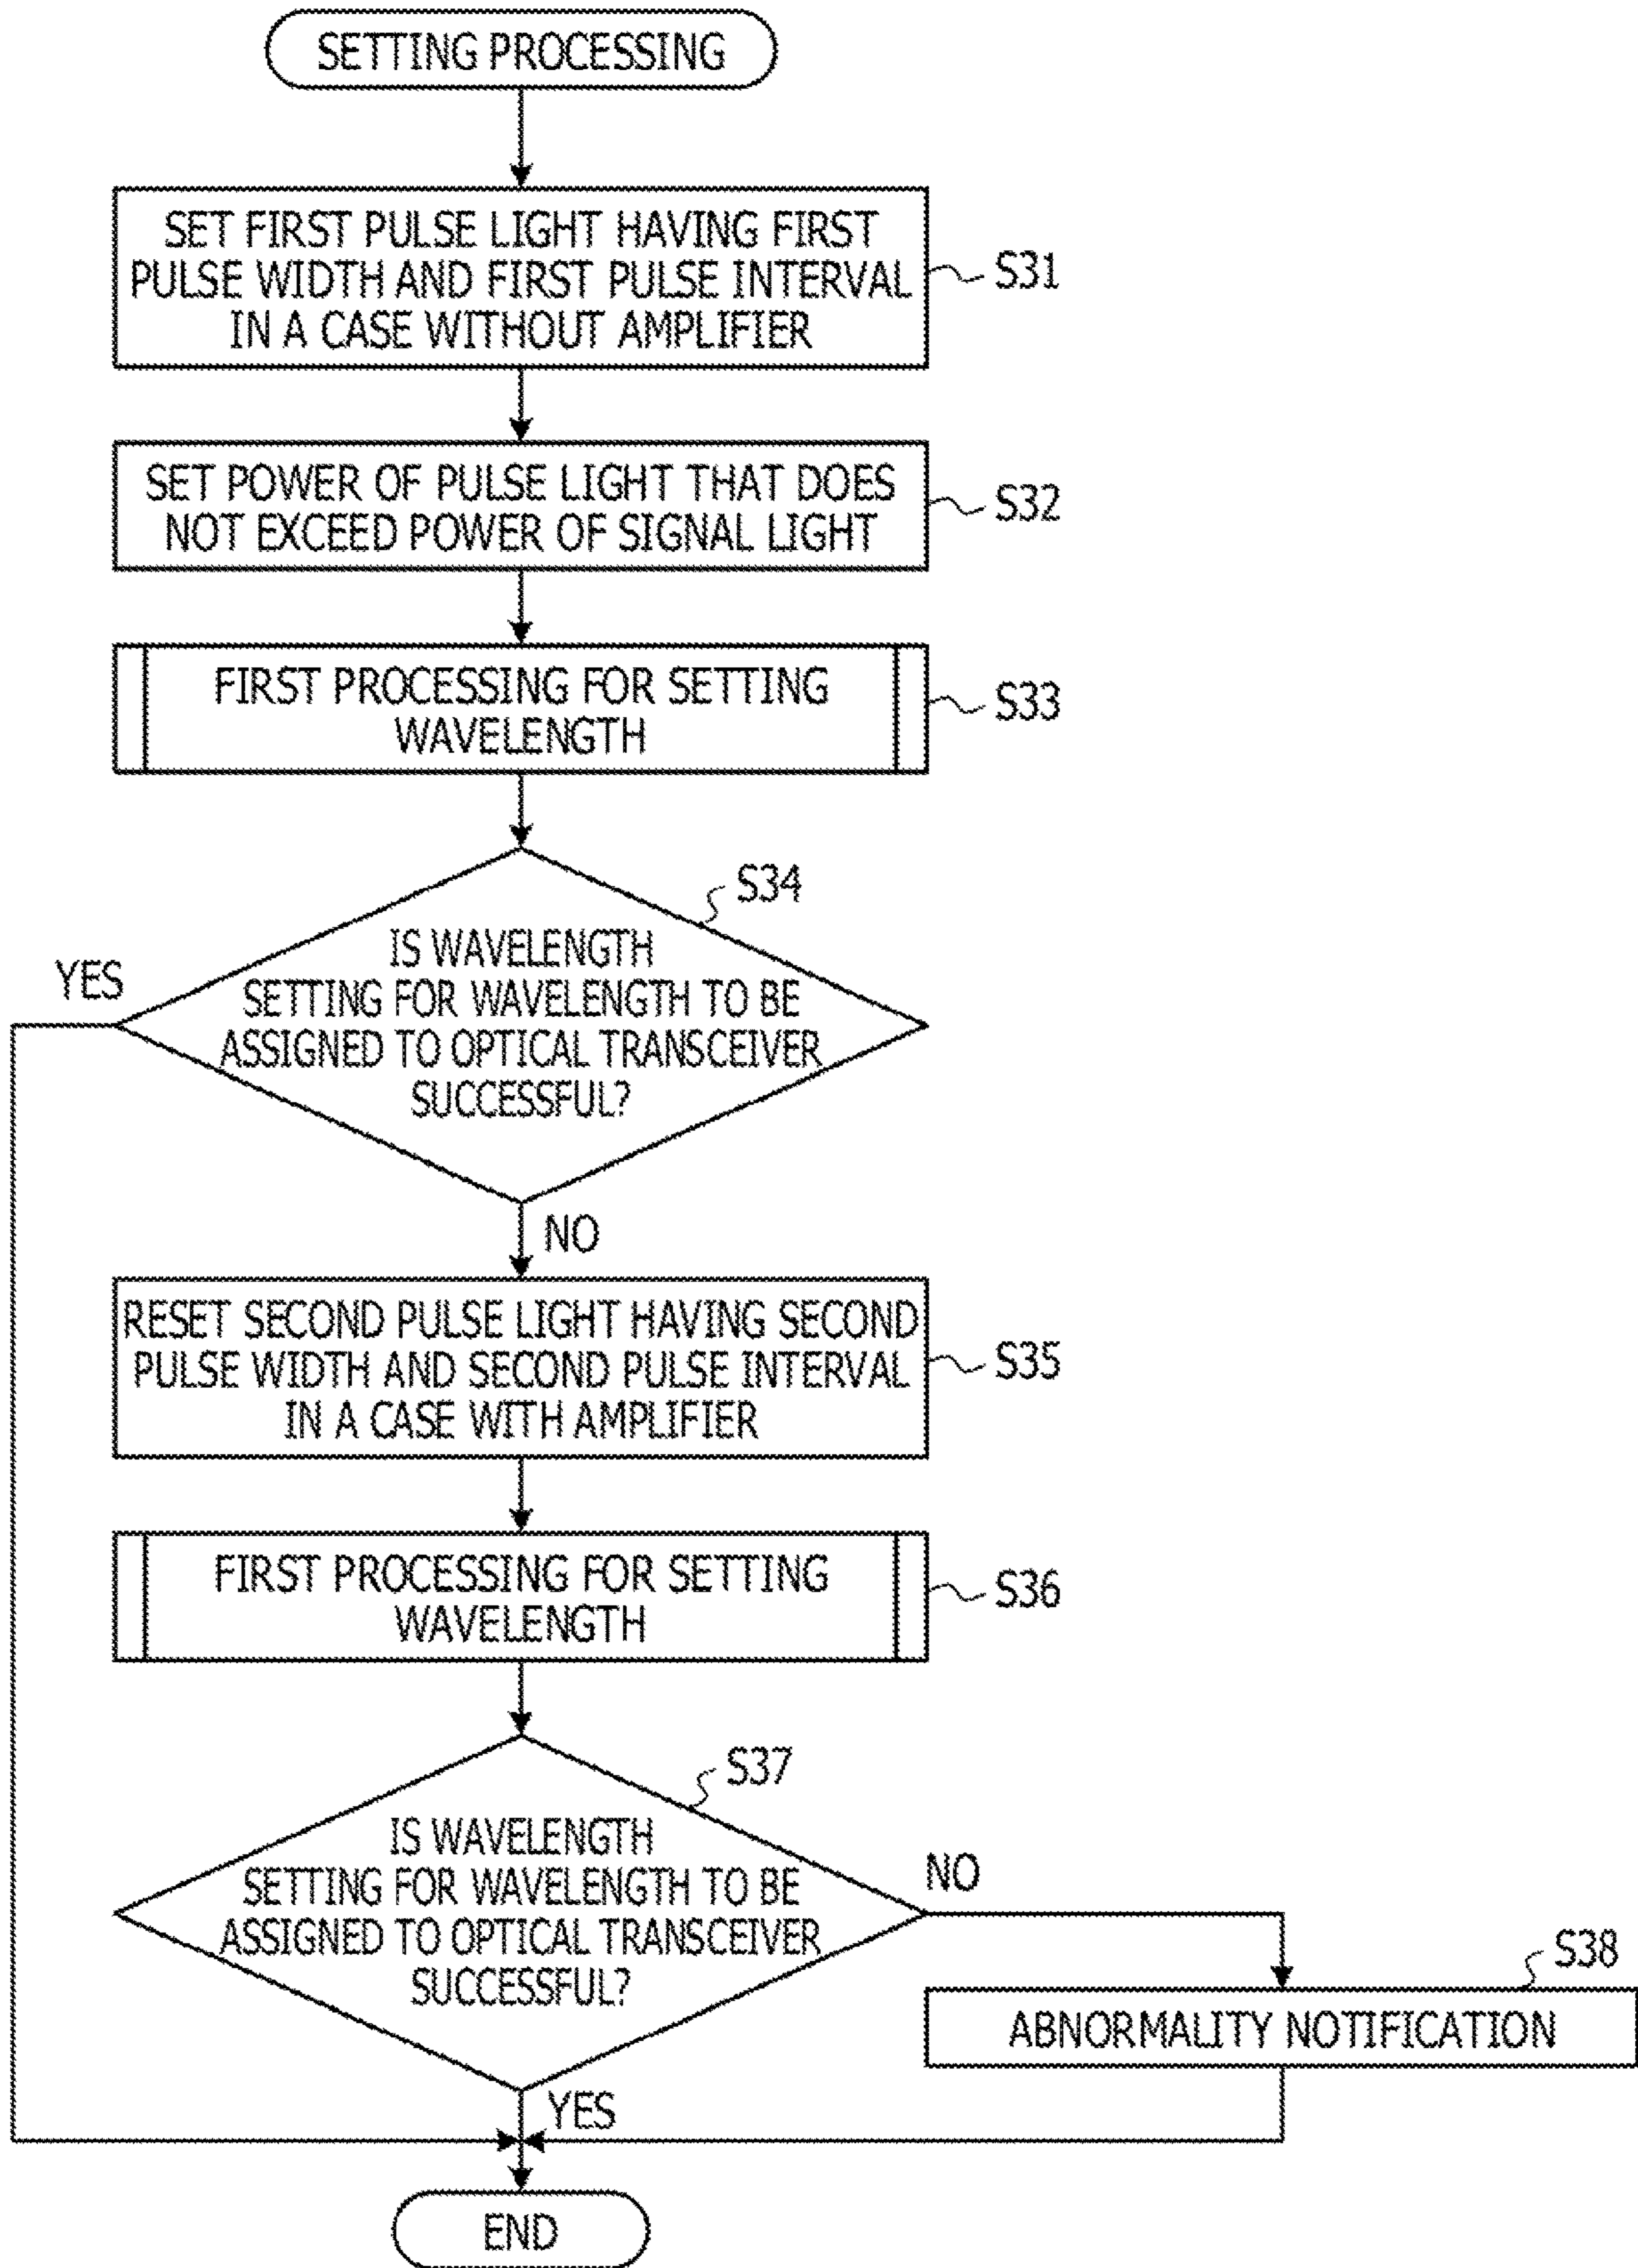 SETTING PROCESSING
SET FIRST PULSE LIGHT HAVING FIRST
PULSE WIDTH AND FIRST PULSE INTERVAL
IN A CASE WITHOUT AMPLIFIER
S31
SET POWER OF PULSE LIGHT THAT DOES
NOT EXCEED POWER OF SIGNAL LIGHT
S32
FIRST PROCESSING FOR SETTING
WAVELENGTH
S33
S34
IS WAVELENGTH
SETTING FOR WAVELENGTH TO BE
ASSIGNED TO OPTICAL TRANSCEIVER
SUCCESSFUL?
YES
NO
RESET SECOND PULSE LIGHT HAVING SECOND
PULSE WIDTH AND SECOND PULSE INTERVAL
IN A CASE WITH AMPLIFIER
S35
FIRST PROCESSING FOR SETTING
WAVELENGTH
S36
S37
IS WAVELENGTH
SETTING FOR WAVELENGTH TO BE
ASSIGNED TO OPTICAL TRANSCEIVER
SUCCESSFUL?
NO
S38
ABNORMALITY NOTIFICATION
YES
END